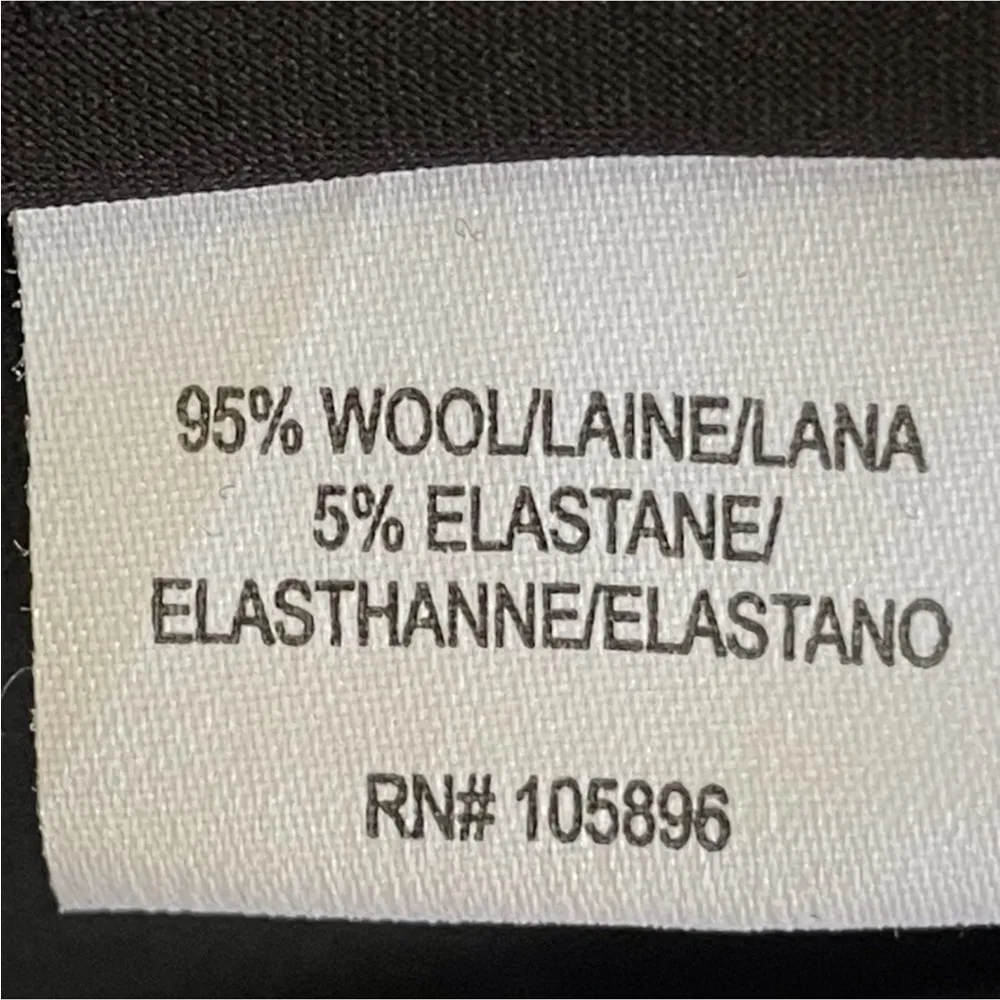 95% WOOL/LAINE/LANA
5% ELASTANE/
ELASTHANNE/ELASTANO
RN# 105896